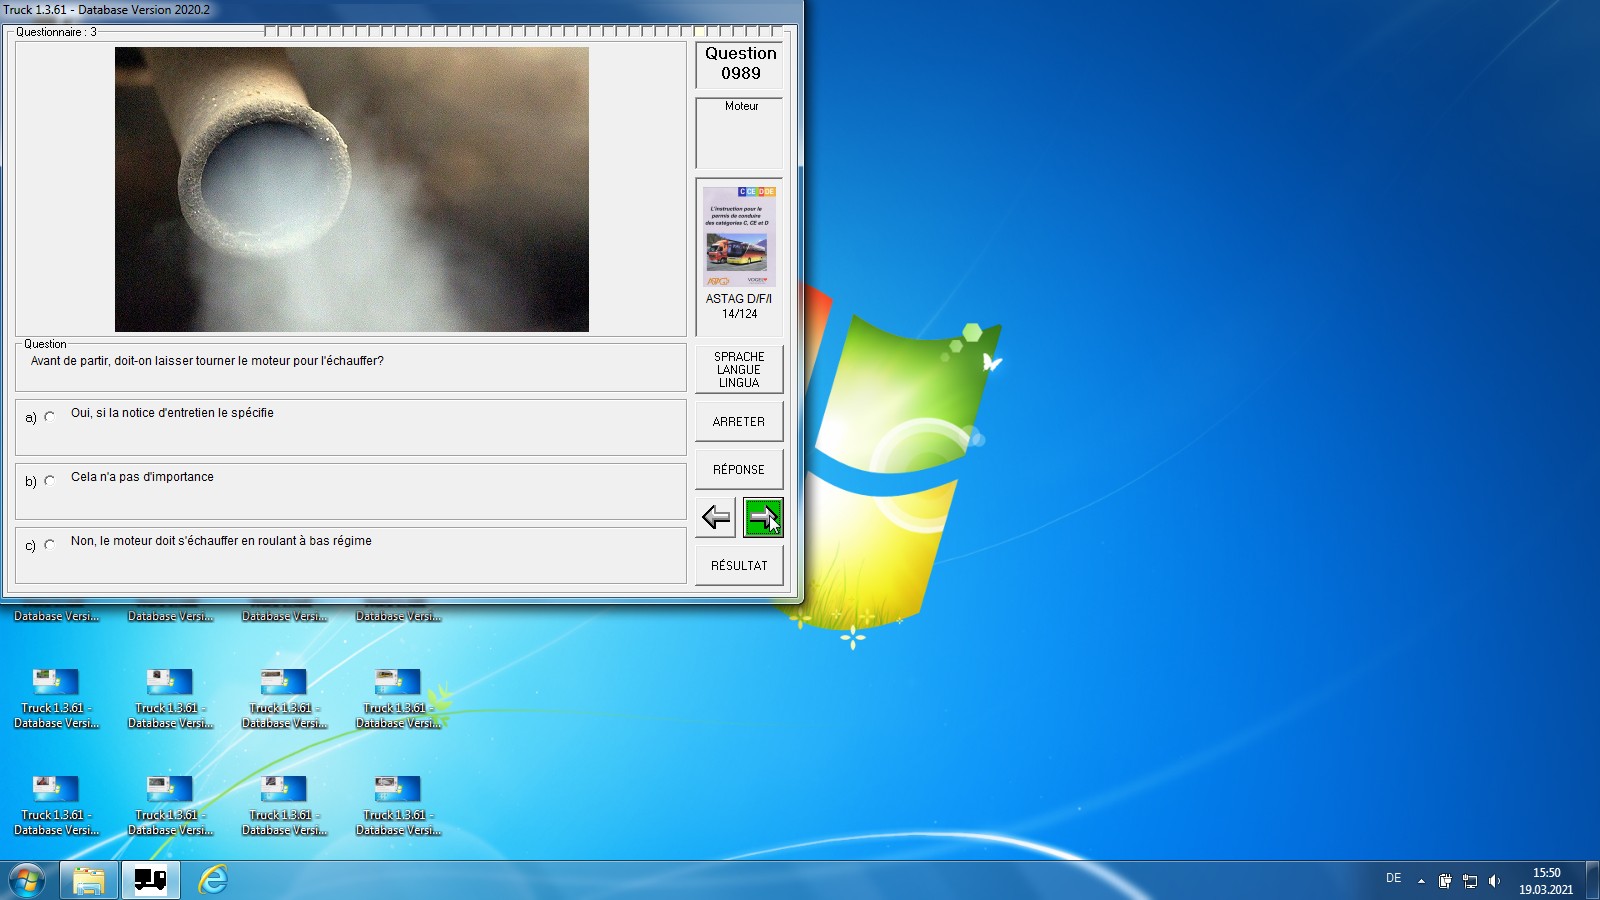 Truck 1.3.61 - Database Version 2020.2
Questionnaire : 3
Question
0989
Moteur
C CE D DE
L'instruction pour le
permis de conduire
des catégories C, CE et D
ASTAG D/F/I
14/124
Question
Avant de partir, doit-on laisser tourner le moteur pour l'échauffer?
SPRACHE
LANGUE
LINGUA
a) Oui, si la notice d'entretien le spécifie
ARRETER
b) Cela n'a pas d'importance
RÉPONSE
c) Non, le moteur doit s'échauffer en roulant à bas régime
RÉSULTAT
Database Versi... Database Versi... Database Versi... Database Versi...
Truck 1.3.61 - Truck 1.3.61 - Truck 1.3.61 - Truck 1.3.61 -
Database Versi... Database Versi... Database Versi... Database Versi...
Truck 1.3.61 - Truck 1.3.61 - Truck 1.3.61 - Truck 1.3.61 -
Database Versi... Database Versi... Database Versi... Database Versi...
DE
15:50
19.03.2021